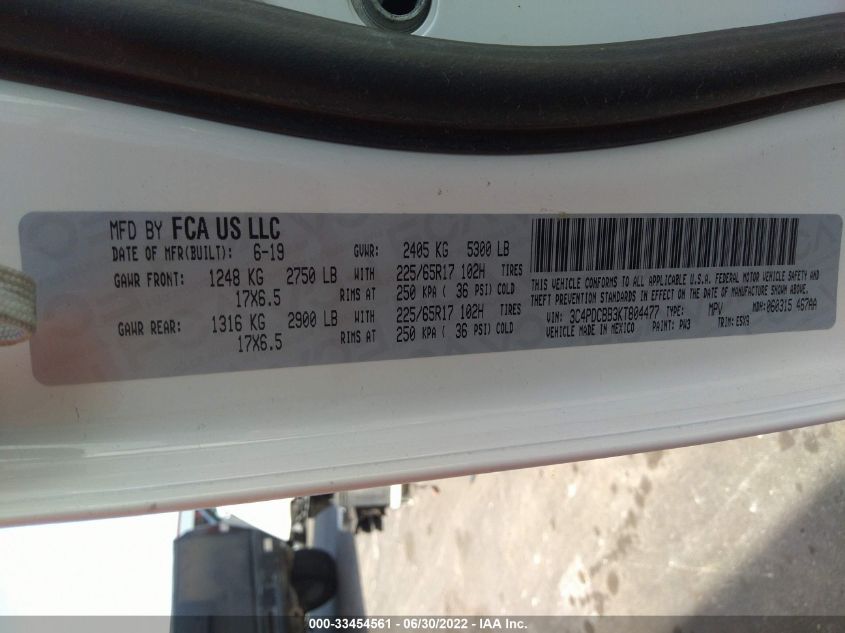 MFD BY FCA US LLC
DATE OF MFR(BUILT): 6-19 GVWR: 2405 KG 5300 LB
GAWR FRONT: 1248 KG 2750 LB WITH 225/65R17 102H TIRES
17X6.5 RIMS AT 250 KPA ( 36 PSI) COLD
GAWR REAR: 1316 KG 2900 LB WITH 225/65R17 102H TIRES
17X6.5 RIMS AT 250 KPA ( 36 PSI) COLD
THIS VEHICLE CONFORMS TO ALL APPLICABLE U.S.A. FEDERAL MOTOR VEHICLE SAFETY AND
THEFT PREVENTION STANDARDS IN EFFECT ON THE DATE OF MANUFACTURE SHOWN ABOVE.
VIN: 3C4PDCBB3KT804477 TYPE: MPV MDH: 060315 467AA
VEHICLE MADE IN MEXICO PAINT: PW3 TRIM: E5X9
000-33454561 - 06/30/2022 - IAA Inc.